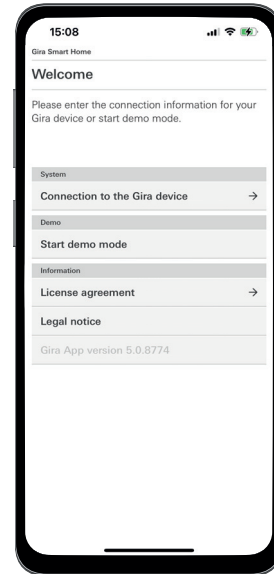 15:08
Gira Smart Home
Welcome
Please enter the connection information for your
Gira device or start demo mode.
System
Connection to the Gira device
Demo
Start demo mode
Information
License agreement
Legal notice
Gira App version 5.0.8774